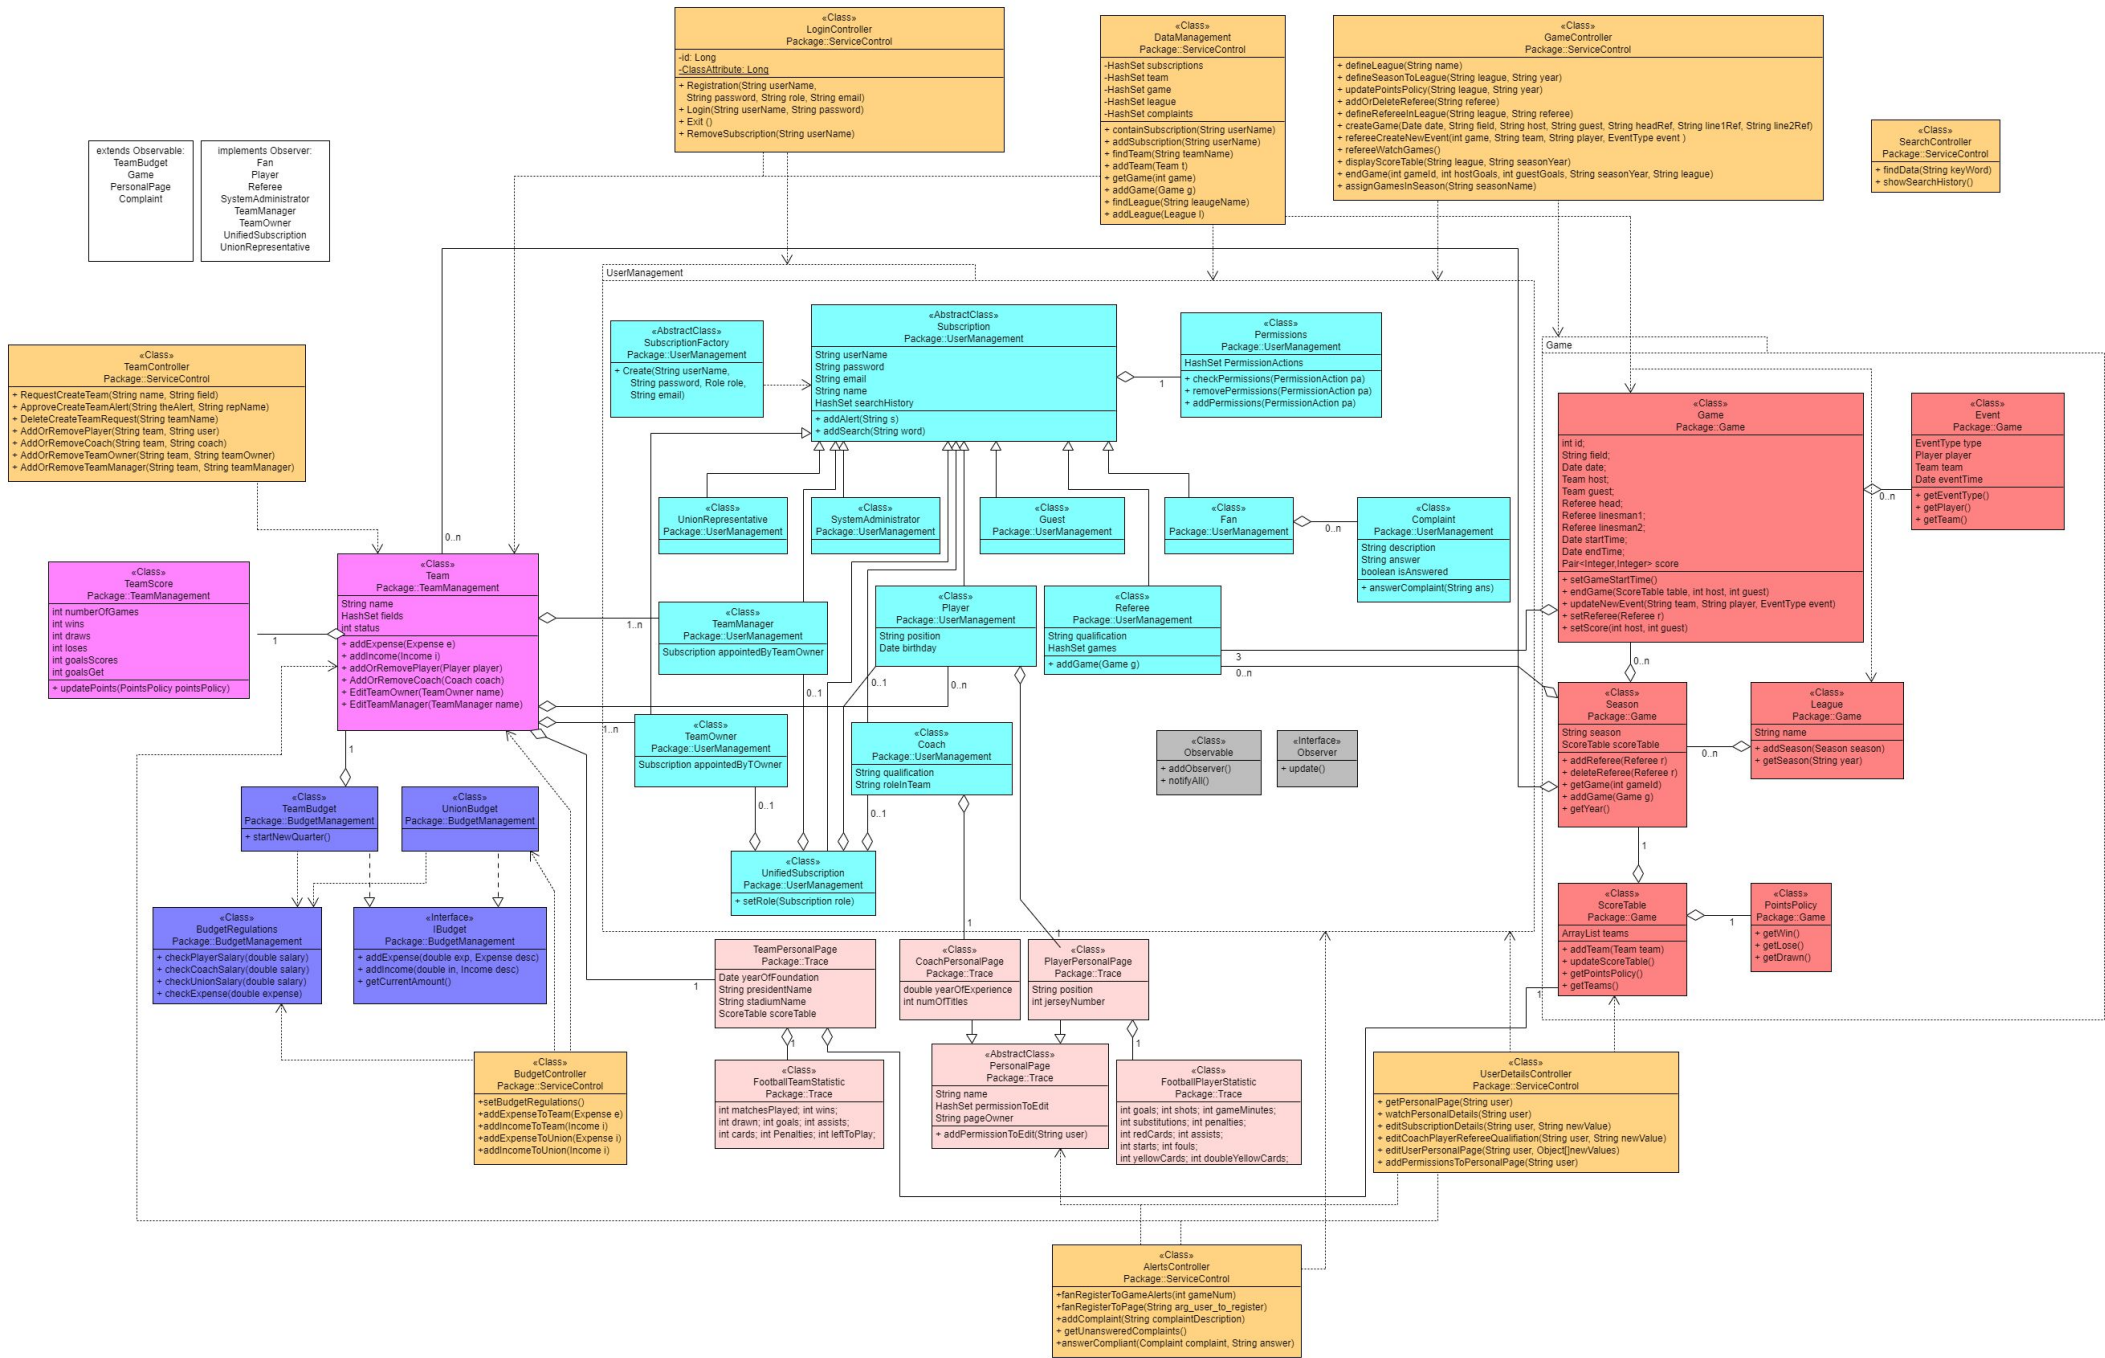 «Class»
LoginController
Package::ServiceControl
-id: Long
-ClassAttribute: Long
+ Registration(String userName,
String password, String role, String email)
+ Login(String userName, String password)
+ Exit ()
+ RemoveSubscription(String userName)
«Class»
DataManagement
Package::ServiceControl
-HashSet subscriptions
-HashSet team
-HashSet game
-HashSet league
-HashSet complaints
+ containSubscription(String userName)
+ addSubscription(String userName)
+ findTeam(String teamName)
+ addTeam(Team t)
+ getGame(int game)
+ addGame(Game g)
+ findLeague(String leaugeName)
+ addLeague(League l)
«Class»
GameController
Package::ServiceControl
+ defineLeague(String name)
+ defineSeasonToLeague(String league, String year)
+ updatePointsPolicy(String league, String year)
+ addOrDeleteReferee(String referee)
+ defineRefereeInLeague(String league, String referee)
+ createGame(Date date, String field, String host, String guest, String headRef, String line1Ref, String line2Ref)
+ refereeCreateNewEvent(int game, String team, String player, EventType event )
+ refereeWatchGames()
+ displayScoreTable(String league, String seasonYear)
+ endGame(int gameId, int hostGoals, int guestGoals, String seasonYear, String league)
+ assignGamesInSeason(String seasonName)
«Class»
SearchController
Package::ServiceControl
+ findData(String keyWord)
+ showSearchHistory()
extends Observable:
TeamBudget
Game
PersonalPage
Complaint
implements Observer:
Fan
Player
Referee
SystemAdministrator
TeamManager
TeamOwner
UnifiedSubscription
UnionRepresentative
UserManagement
«AbstractClass»
SubscriptionFactory
Package::UserManagement
+ Create(String userName,
String password, Role role,
String email)
«AbstractClass»
Subscription
Package::UserManagement
String userName
String password
String email
String name
HashSet searchHistory
+ addAlert(String s)
+ addSearch(String word)
1
«Class»
Permissions
Package::UserManagement
HashSet PermissionActions
+ checkPermissions(PermissionAction pa)
+ removePermissions(PermissionAction pa)
+ addPermissions(PermissionAction pa)
«Class»
TeamController
Package::ServiceControl
+ RequestCreateTeam(String name, String field)
+ ApproveCreateTeamAlert(String theAlert, String repName)
+ DeleteCreateTeamRequest(String teamName)
+ AddOrRemovePlayer(String team, String user)
+ AddOrRemoveCoach(String team, String coach)
+ AddOrRemoveTeamOwner(String team, String teamOwner)
+ AddOrRemoveTeamManager(String team, String teamManager)
Game
«Class»
Game
Package::Game
int id;
String field;
Date date;
Team host;
Team guest;
Referee head;
Referee linesman1;
Referee linesman2;
Date startTime;
Date endTime;
Pair<Integer,Integer> score
+ setGameStartTime()
+ endGame(ScoreTable table, int host, int guest)
+ updateNewEvent(String team, String player, EventType event)
+ setReferee(Referee r)
+ setScore(int host, int guest)
0..n
«Class»
Event
Package::Game
EventType type
Player player
Team team
Date eventTime
+ getEventType()
+ getPlayer()
+ getTeam()
«Class»
UnionRepresentative
Package::UserManagement
«Class»
SystemAdministrator
Package::UserManagement
«Class»
Guest
Package::UserManagement
«Class»
Fan
Package::UserManagement
0..n
«Class»
Complaint
Package::UserManagement
String description
String answer
boolean isAnswered
+ answerComplaint(String ans)
0..n
«Class»
TeamScore
Package::TeamManagement
int numberOfGames
int wins
int draws
int loses
int goalsScores
int goalsGet
+ updatePoints(PointsPolicy pointsPolicy)
1
«Class»
Team
Package::TeamManagement
String name
HashSet fields
int status
+ addExpense(Expense e)
+ addIncome(Income i)
+ addOrRemovePlayer(Player player)
+ AddOrRemoveCoach(Coach coach)
+ EditTeamOwner(TeamOwner name)
+ EditTeamManager(TeamManager name)
1..n
«Class»
TeamManager
Package::UserManagement
Subscription appointedByTeamOwner
0..1
«Class»
Player
Package::UserManagement
String position
Date birthday
0..1
0..n
«Class»
Referee
Package::UserManagement
String qualification
HashSet games
+ addGame(Game g)
3
0..n
0..n
1..n
«Class»
TeamOwner
Package::UserManagement
Subscription appointedByTOwner
0..1
«Class»
Coach
Package::UserManagement
String qualification
String roleInTeam
0..1
«Class»
Observable
+ addObserver()
+ notifyAll()
«Interface»
Observer
+ update()
«Class»
Season
Package::Game
String season
ScoreTable scoreTable
+ addReferee(Referee r)
+ deleteReferee(Referee r)
+ getGame(int gameId)
+ addGame(Game g)
+ getYear()
0..n
«Class»
League
Package::Game
String name
+ addSeason(Season season)
+ getSeason(String year)
1
«Class»
TeamBudget
Package::BudgetManagement
+ startNewQuarter()
«Class»
UnionBudget
Package::BudgetManagement
«Class»
UnifiedSubscription
Package::UserManagement
+ setRole(Subscription role)
1
«Class»
BudgetRegulations
Package::BudgetManagement
+ checkPlayerSalary(double salary)
+ checkCoachSalary(double salary)
+ checkUnionSalary(double salary)
+ checkExpense(double expense)
«Interface»
IBudget
Package::BudgetManagement
+ addExpense(double exp, Expense desc)
+ addIncome(double in, Income desc)
+ getCurrentAmount()
«Class»
ScoreTable
Package::Game
ArrayList teams
+ addTeam(Team team)
+ updateScoreTable()
+ getPointsPolicy()
+ getTeams()
1
1
«Class»
PointsPolicy
Package::Game
+ getWin()
+ getLose()
+ getDrawn()
1
TeamPersonalPage
Package::Trace
Date yearOfFoundation
String presidentName
String stadiumName
ScoreTable scoreTable
1
1
«Class»
CoachPersonalPage
Package::Trace
double yearOfExperience
int numOfTitles
1
«Class»
PlayerPersonalPage
Package::Trace
String position
int jerseyNumber
1
1
«Class»
BudgetController
Package::ServiceControl
+setBudgetRegulations()
+addExpenseToTeam(Expense e)
+addIncomeToTeam(Income i)
+addExpenseToUnion(Expense i)
+addIncomeToUnion(Income i)
«Class»
FootballTeamStatistic
Package::Trace
int matchesPlayed; int wins;
int drawn; int goals; int assists;
int cards; int Penalties; int leftToPlay;
«AbstractClass»
PersonalPage
Package::Trace
String name
HashSet permissionToEdit
String pageOwner
+ addPermissionToEdit(String user)
«Class»
FootballPlayerStatistic
Package::Trace
int goals; int shots; int gameMinutes;
int substitutions; int penalties;
int redCards; int assists;
int starts; int fouls;
int yellowCards; int doubleYellowCards;
«Class»
UserDetailsController
Package::ServiceControl
+ getPersonalPage(String user)
+ watchPersonalDetails(String user)
+ editSubscriptionDetails(String user, String newValue)
+ editCoachPlayerRefereeQualifiation(String user, String newValue)
+ editUserPersonalPage(String user, Object[]newValues)
+ addPermissionsToPersonalPage(String user)
«Class»
AlertsController
Package::ServiceControl
+fanRegisterToGameAlerts(int gameNum)
+fanRegisterToPage(String arg_user_to_register)
+addComplaint(String complaintDescription)
+ getUnansweredComplaints()
+answerCompliant(Complaint complaint, String answer)